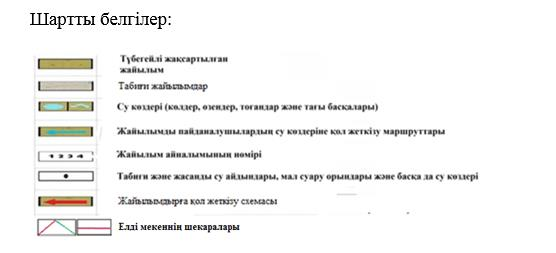 Шартты белгілер:
Түбегейлі жақсартылған
жайылым
Табиғи жайылымдар
Су көздері (көлдер, өзендер, тоғандар және тағы басқалары)
Жайылымды пайдаланушылардың су көздеріне қол жеткізу маршруттары
1 2 3 4 Жайылым айналымының нөмірі
Табиғи және жасанды су айдындары, мал суару орындары және басқа да су көздері
Жайылымдырға қол жеткізу схемасы
Елді мекеннің шекаралары